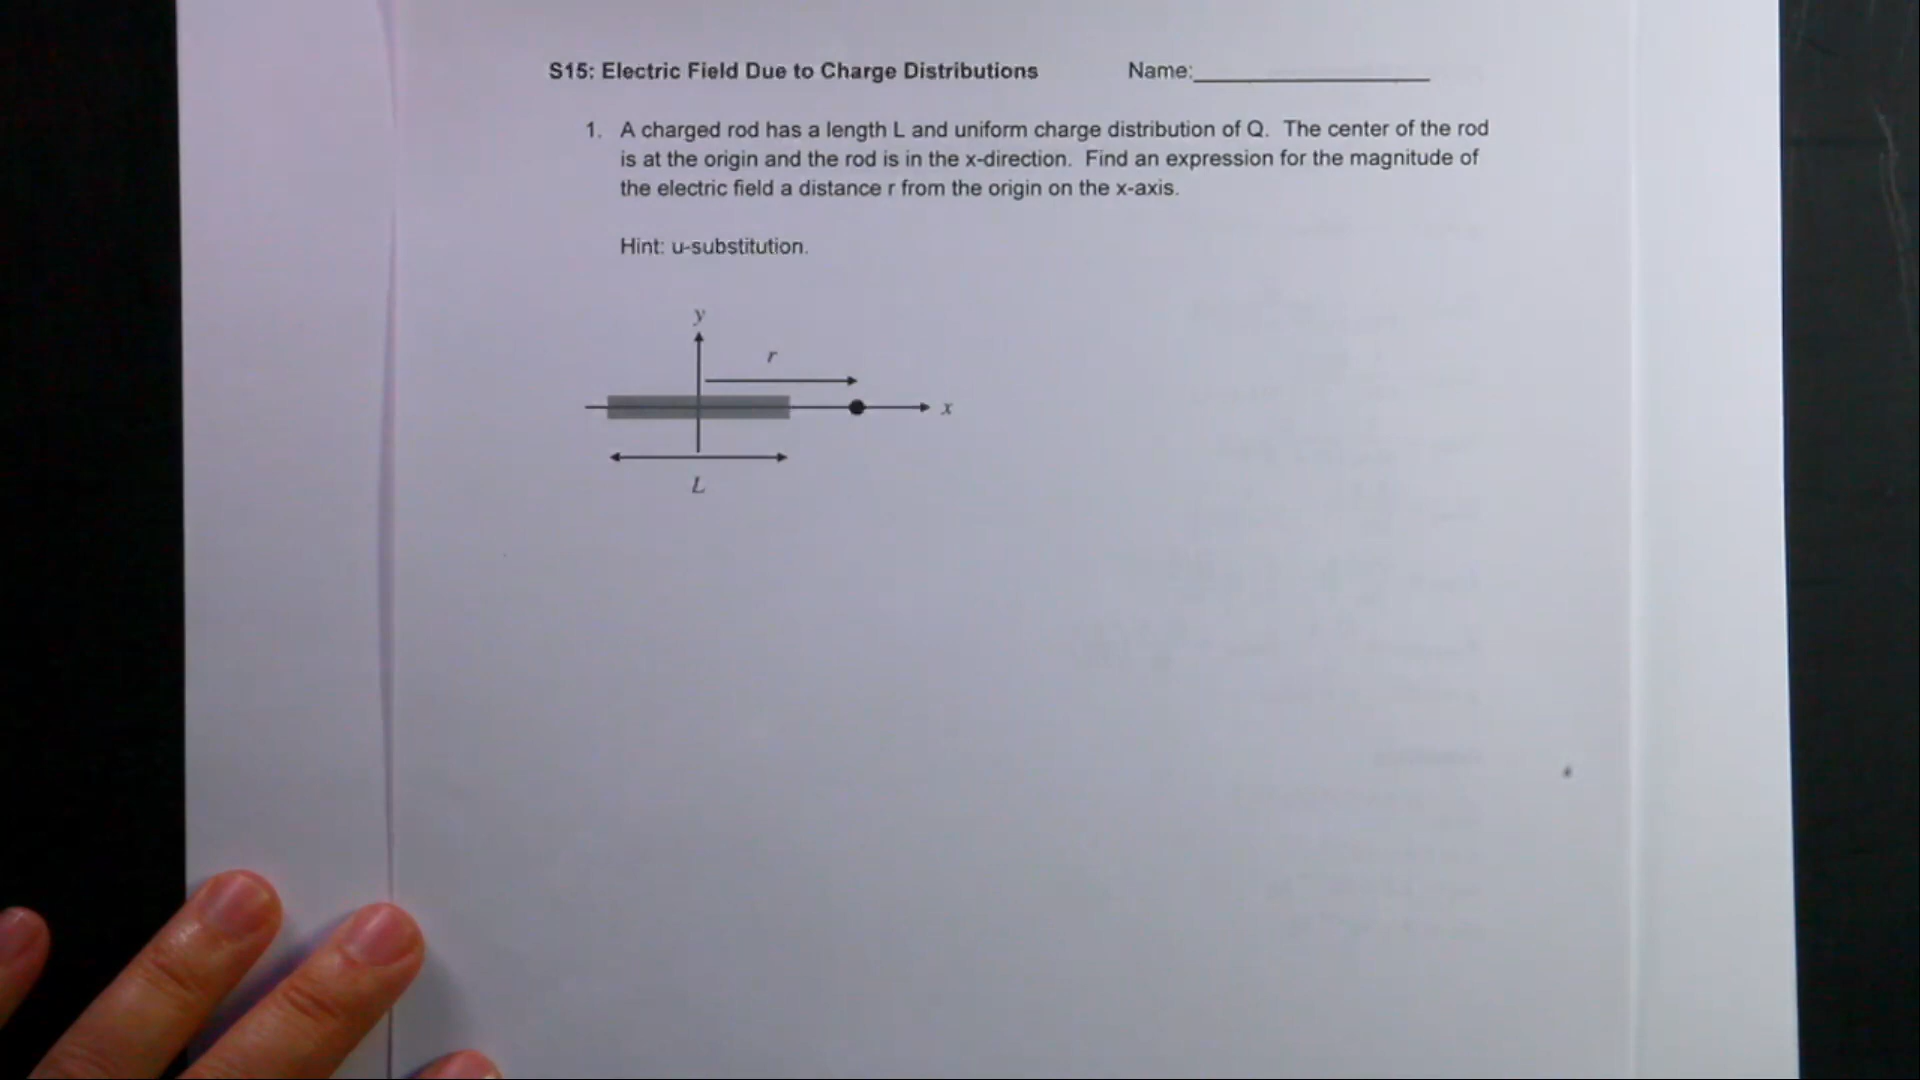 S15: Electric Field Due to Charge Distributions Name:
1. A charged rod has a length L and uniform charge distribution of Q. The center of the rod
is at the origin and the rod is in the x-direction. Find an expression for the magnitude of
the electric field a distance r from the origin on the x-axis.
Hint: u-substitution.
y
r
x
L